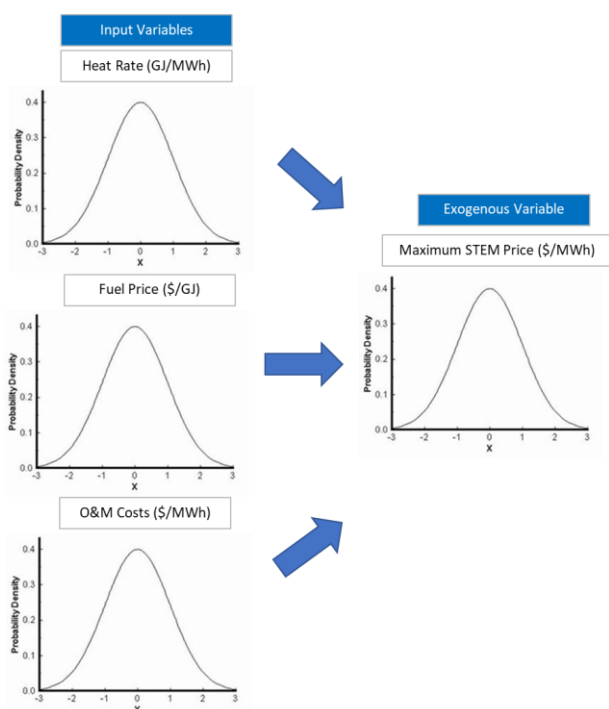 Input Variables
Heat Rate (GJ/MWh)
0.4
0.3
0.2
0.1
0.0
Probability Density
-3 -2 -1 0 1 2 3
X
Fuel Price ($/GJ)
0.4
0.3
0.2
0.1
0.0
Probability Density
-3 -2 -1 0 1 2 3
X
O&M Costs ($/MWh)
0.4
0.3
0.2
0.1
0.0
Probability Density
-3 -2 -1 0 1 2 3
X
Exogenous Variable
Maximum STEM Price ($/MWh)
0.4
0.3
0.2
0.1
0.0
Probability Density
-3 -2 -1 0 1 2 3
X